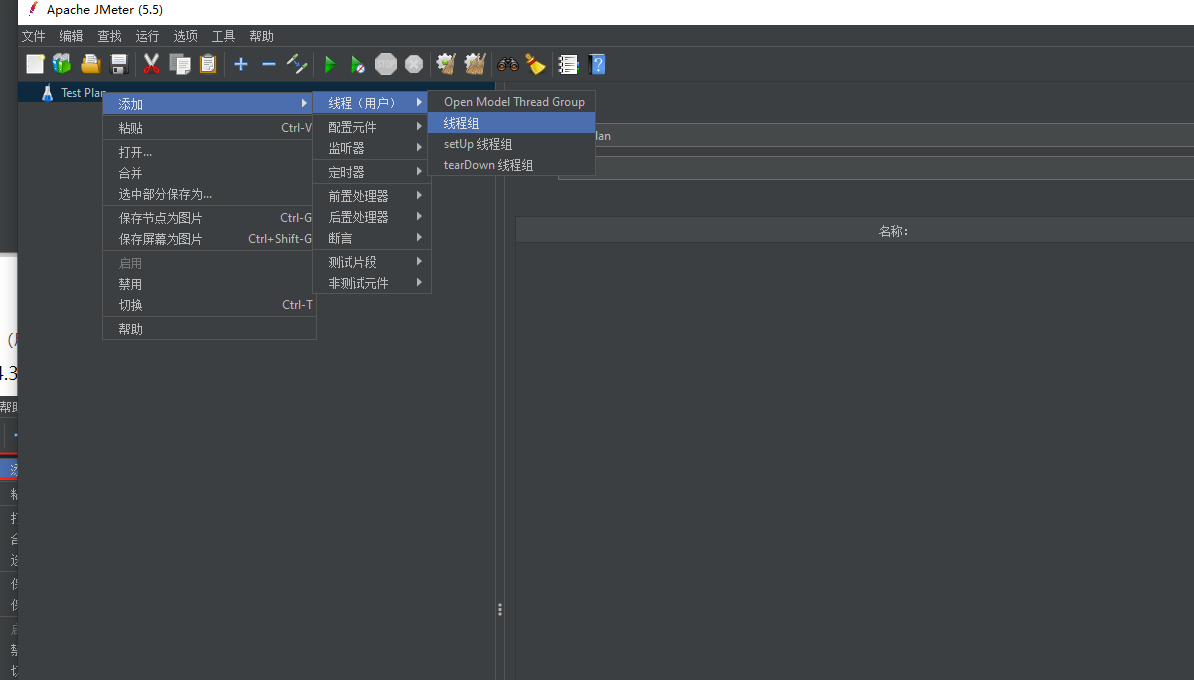 Apache JMeter (5.5)
文件 编辑 查找 运行 选项 工具 帮助
STOP
Test Plan
添加
粘贴 Ctrl-V
打开...
合并
选中部分保存为...
保存节点为图片 Ctrl-G
保存屏幕为图片 Ctrl+Shift-G
启用
禁用
切换 Ctrl-T
帮助
线程（用户）
配置元件
监听器
定时器
前置处理器
后置处理器
断言
测试片段
非测试元件
Open Model Thread Group
线程组
setUp 线程组
tearDown 线程组
lan
名称:
4.3
帮助